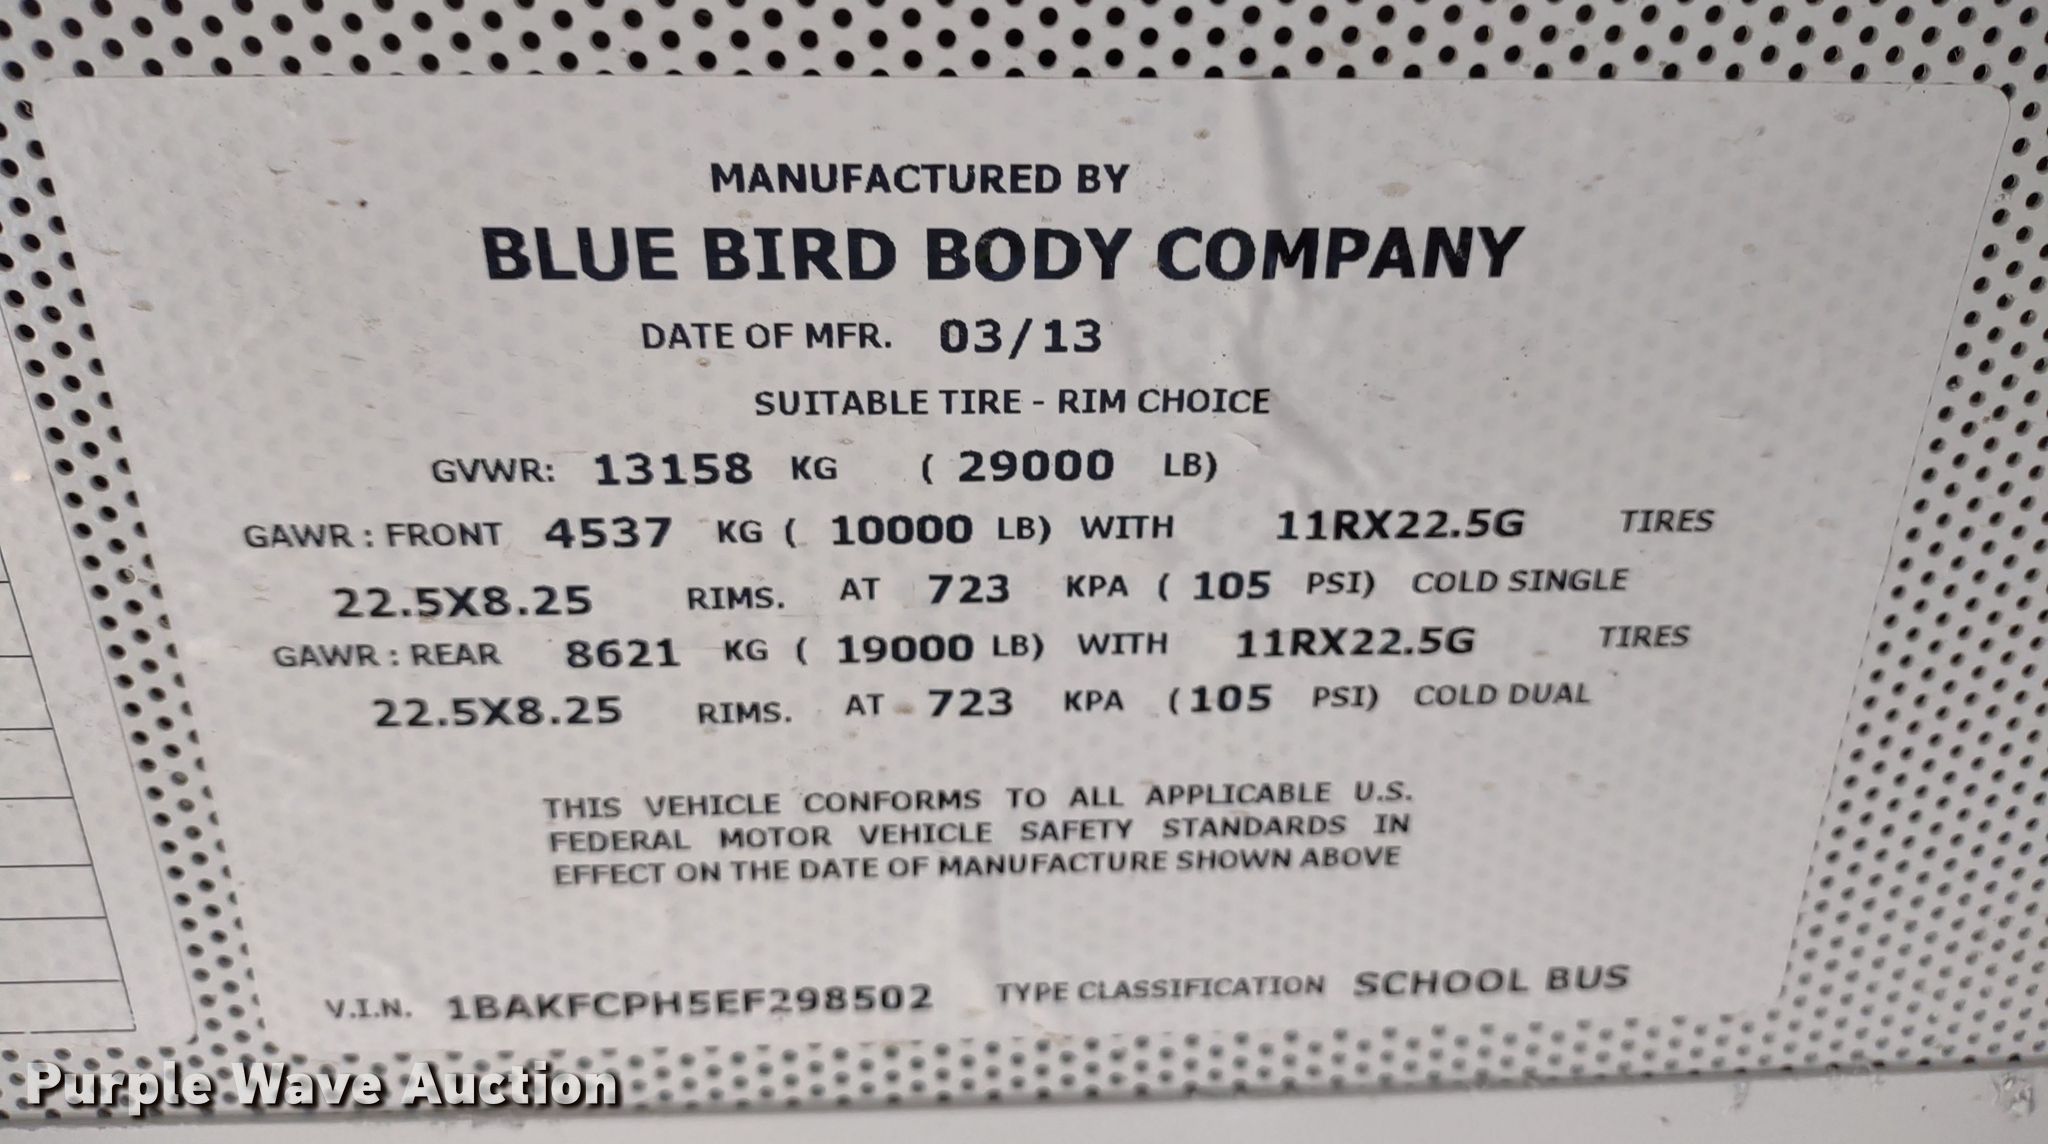 MANUFACTURED BY
BLUE BIRD BODY COMPANY
DATE OF MFR. 03/13
SUITABLE TIRE - RIM CHOICE
GVWR: 13158 KG ( 29000 LB)
GAWR : FRONT 4537 KG ( 10000 LB) WITH 11RX22.5G TIRES
22.5X8.25 RIMS. AT 723 KPA ( 105 PSI) COLD SINGLE
GAWR : REAR 8621 KG ( 19000 LB) WITH 11RX22.5G TIRES
22.5X8.25 RIMS. AT 723 KPA ( 105 PSI) COLD DUAL
THIS VEHICLE CONFORMS TO ALL APPLICABLE U.S.
FEDERAL MOTOR VEHICLE SAFETY STANDARDS IN
EFFECT ON THE DATE OF MANUFACTURE SHOWN ABOVE
V.I.N. 1BAKFCPH5EF298502 TYPE CLASSIFICATION SCHOOL BUS
Purple Wave Auction